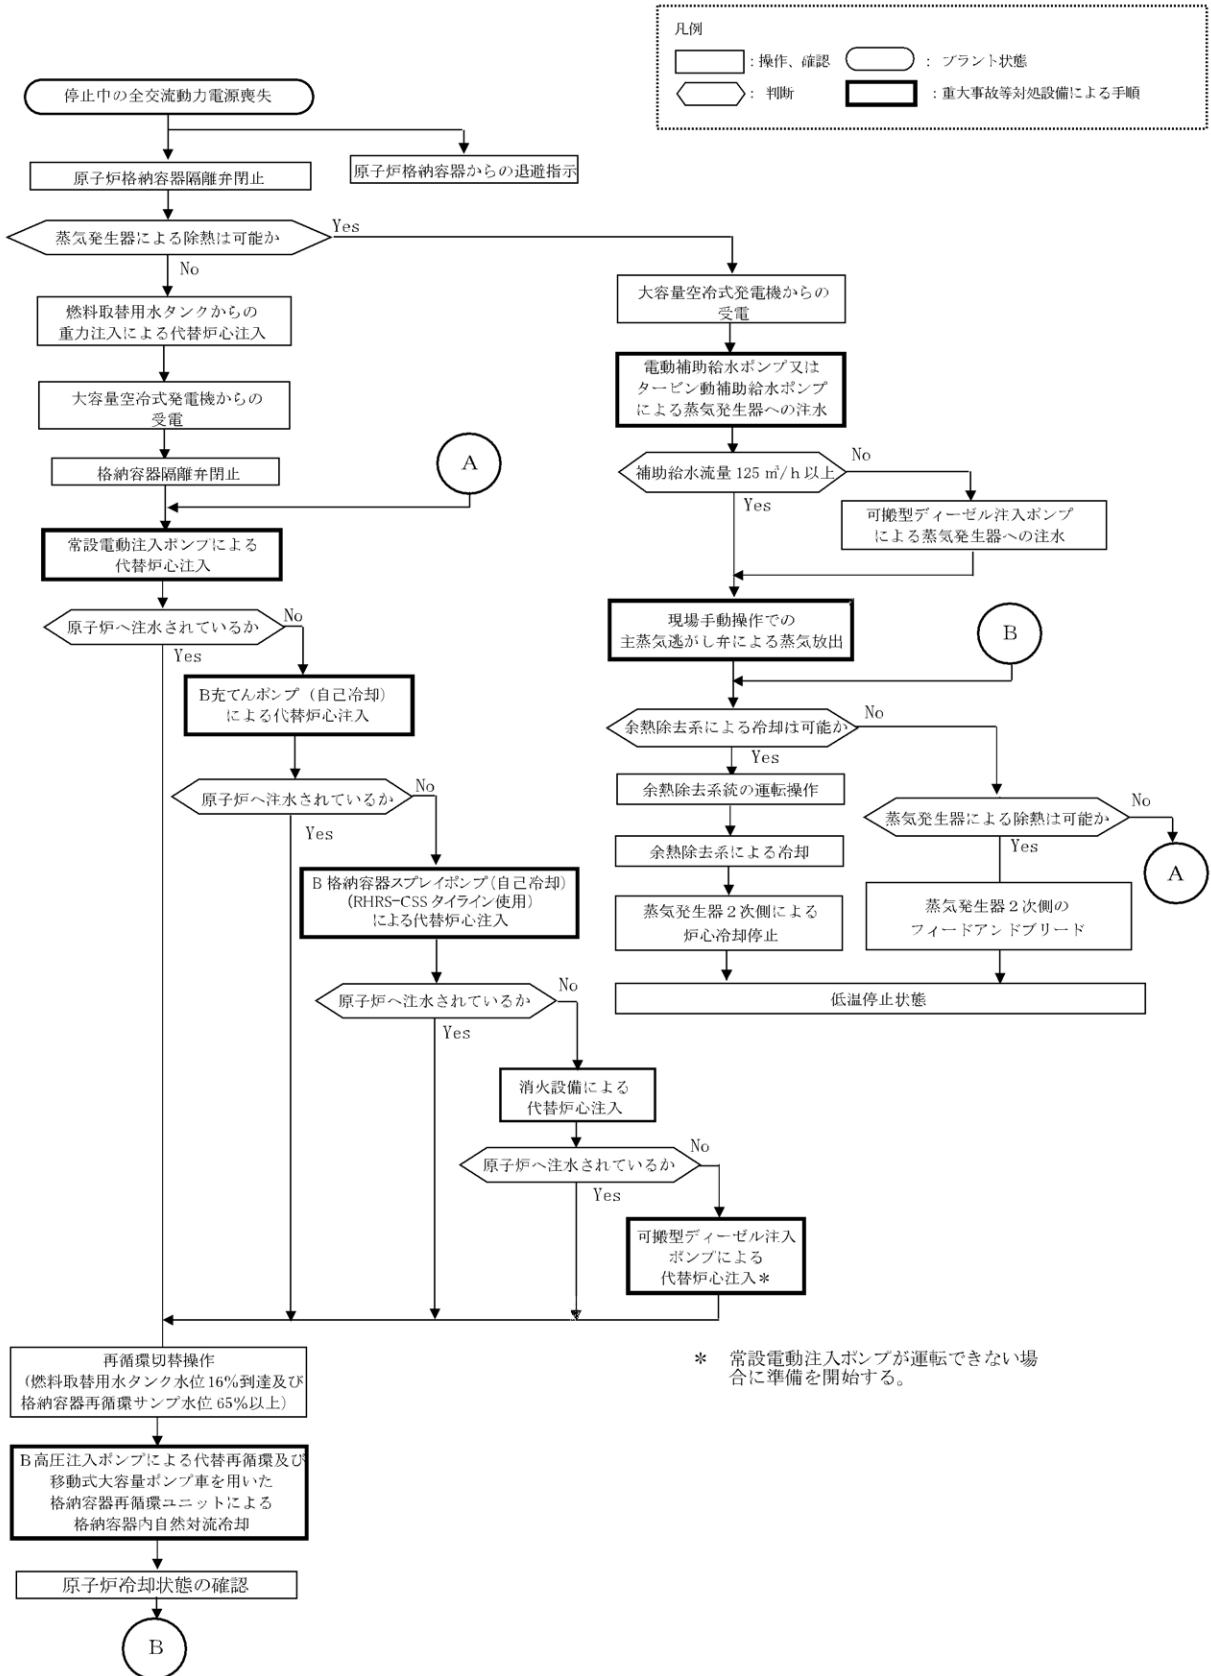 凡例
：操作、確認
： プラント状態
： 判断
：重大事故等対処設備による手順
停止中の全交流動力電源喪失
原子炉格納容器隔離弁閉止
原子炉格納容器からの退避指示
蒸気発生器による除熱は可能か
Yes
No
燃料取替用水タンクからの
重力注入による代替炉心注入
大容量空冷式発電機からの
受電
格納容器隔離弁閉止
A
常設電動注入ポンプによる
代替炉心注入
原子炉へ注水されているか
No
Yes
B充てんポンプ（自己冷却）
による代替炉心注入
原子炉へ注水されているか
No
Yes
B 格納容器スプレイポンプ（自己冷却）
（RHRS-CSS タイライン使用）
による代替炉心注入
原子炉へ注水されているか
No
Yes
消火設備による
代替炉心注入
原子炉へ注水されているか
No
Yes
可搬型ディーゼル注入
ポンプによる
代替炉心注入＊
大容量空冷式発電機からの
受電
電動補助給水ポンプ又は
タービン動補助給水ポンプ
による蒸気発生器への注水
補助給水流量 125 ㎥/h 以上
No
Yes
可搬型ディーゼル注入ポンプ
による蒸気発生器への注水
現場手動操作での
主蒸気逃がし弁による蒸気放出
B
余熱除去系による冷却は可能か
No
Yes
余熱除去系統の運転操作
蒸気発生器による除熱は可能か
No
Yes
A
余熱除去系による冷却
蒸気発生器２次側による
炉心冷却停止
蒸気発生器２次側の
フィードアンドブリード
低温停止状態
＊ 常設電動注入ポンプが運転できない場
合に準備を開始する。
再循環切替操作
（燃料取替用水タンク水位 16%到達及び
格納容器再循環サンプ水位 65%以上）
B 高圧注入ポンプによる代替再循環及び
移動式大容量ポンプ車を用いた
格納容器再循環ユニットによる
格納容器内自然対流冷却
原子炉冷却状態の確認
B